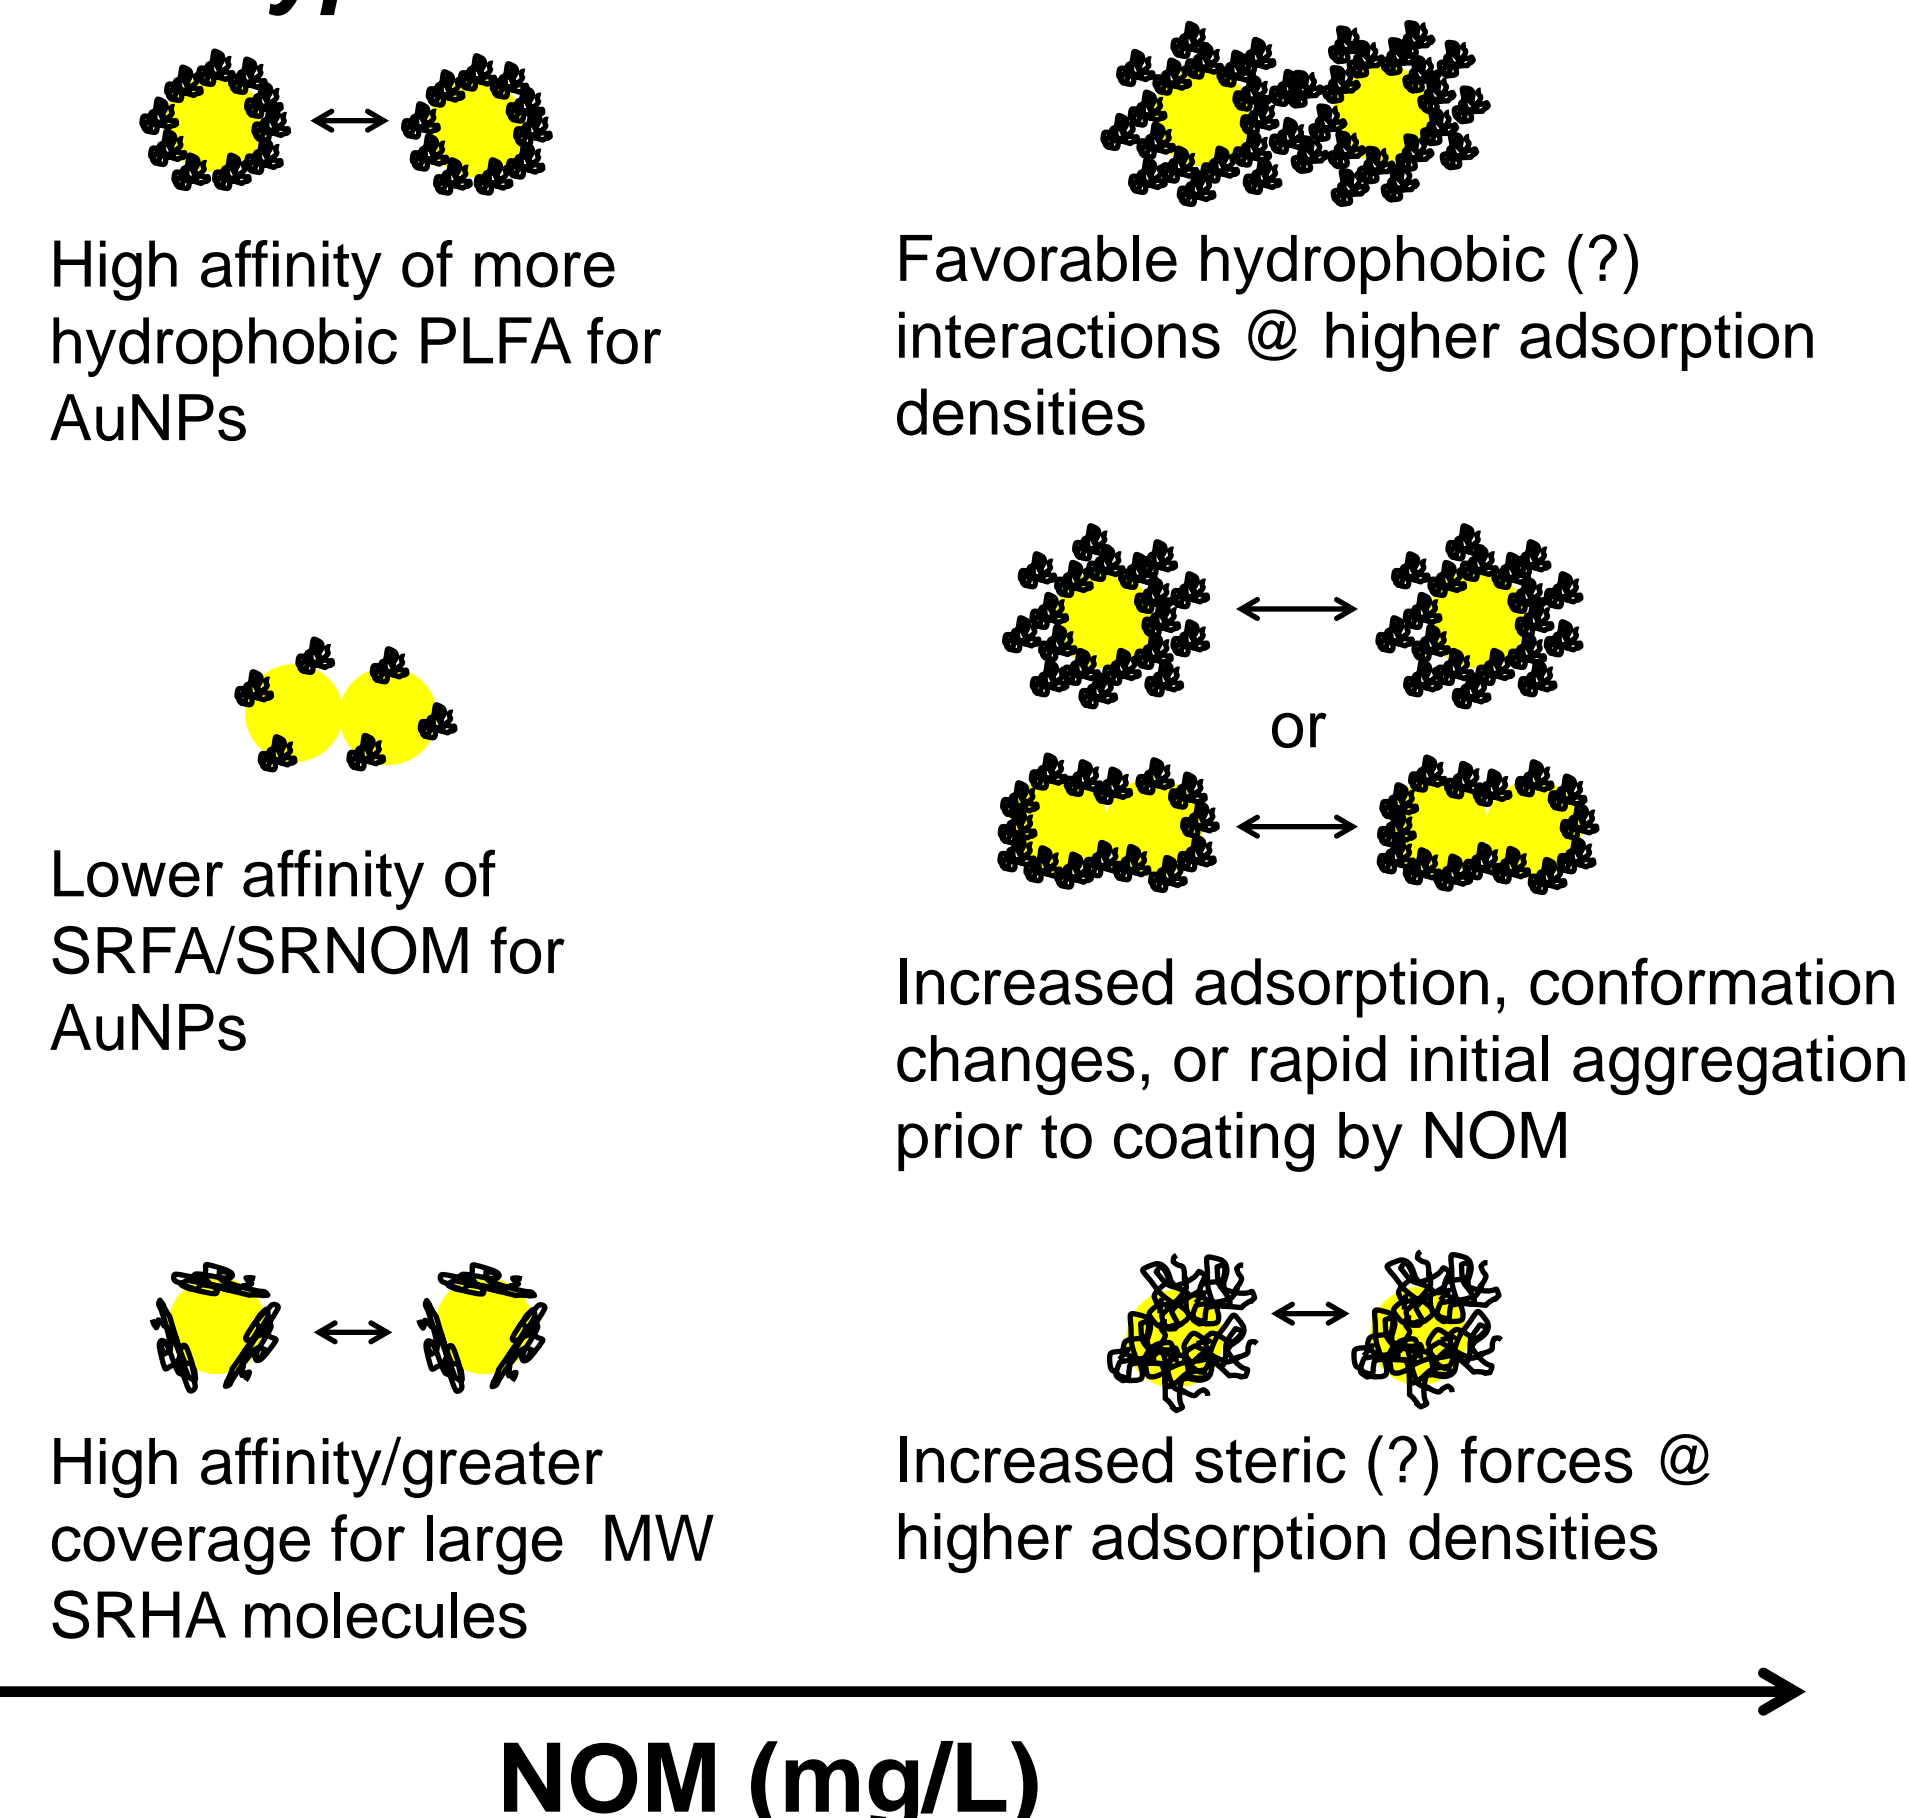 High affinity of more
hydrophobic PLFA for
AuNPs
Favorable hydrophobic (?)
interactions @ higher adsorption
densities
Lower affinity of
SRFA/SRNOM for
AuNPs
or
Increased adsorption, conformation
changes, or rapid initial aggregation
prior to coating by NOM
High affinity/greater
coverage for large  MW
SRHA molecules
Increased steric (?) forces @
higher adsorption densities
NOM (mg/L)